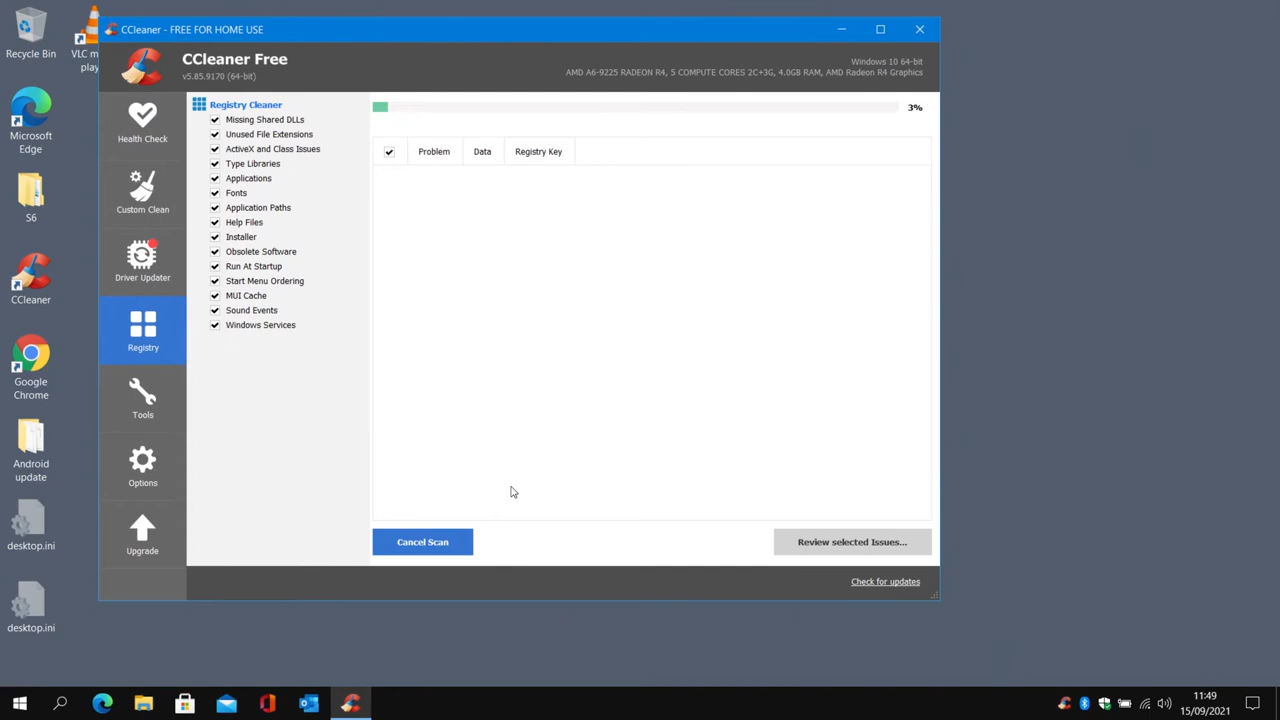 Recycle Bin
VLC m
play
Microsoft
Edge
S6
CCleaner
Google
Chrome
Android
update
desktop.ini
desktop.ini
CCleaner - FREE FOR HOME USE
CCleaner Free
v5.85.9170 (64-bit)
Windows 10 64-bit
AMD A6-9225 RADEON R4, 5 COMPUTE CORES 2C+3G, 4.0GB RAM, AMD Radeon R4 Graphics
Health Check
Custom Clean
Driver Updater
Registry
Tools
Options
Upgrade
Registry Cleaner
Missing Shared DLLs
Unused File Extensions
ActiveX and Class Issues
Type Libraries
Applications
Fonts
Application Paths
Help Files
Installer
Obsolete Software
Run At Startup
Start Menu Ordering
MUI Cache
Sound Events
Windows Services
3%
Problem Data Registry Key
Cancel Scan
Review selected Issues...
Check for updates
11:49
15/09/2021